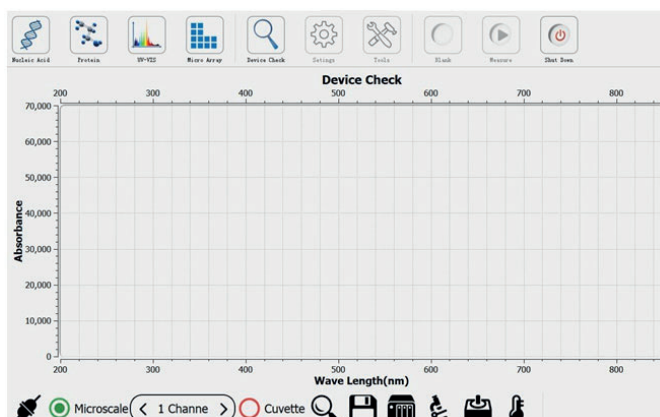 Nucleic Acid Protein UV-VIS Micro Array Device Check Setings Tools Blank Measure Shut Down
Device Check
200 300 400 500 600 700 800
70,000
60,000
50,000
40,000
30,000
20,000
10,000
0
Absorbance
200 300 400 500 600 700 800
Wave Length(nm)
Microscale < 1 Channe > Cuvette